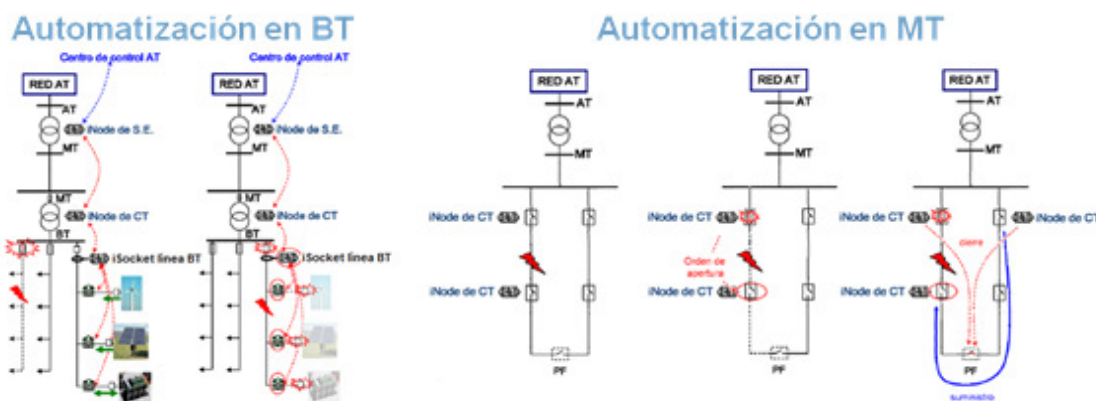 Automatización en BT
Centro de control AT
RED AT
AT
iNode de S.E.
MT
MT
iNode de CT
BT
iSocket linea BT
Centro de control AT
RED AT
AT
iNode de S.E.
MT
MT
iNode de CT
BT
iSocket linea BT
Automatización en MT
RED AT
AT
MT
iNode de CT
iNode de CT
PF
RED AT
AT
MT
iNode de CT
Orden de
apertura
iNode de CT
PF
RED AT
AT
MT
iNode de CT
iNode de CT
cierre
iNode de CT
PF
suministro